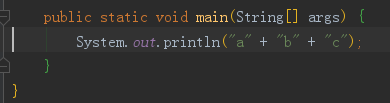 public static void main(String[] args) {
System.out.println("a" + "b" + "c");
}
}